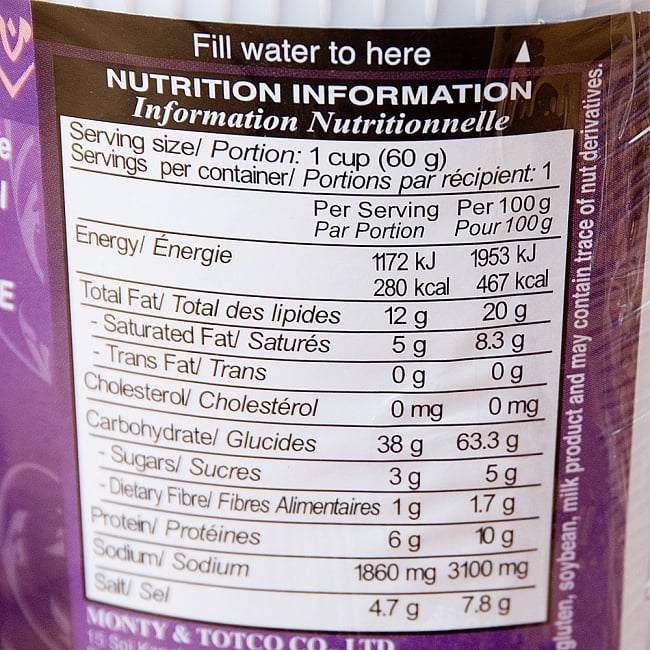 Fill water to here
NUTRITION INFORMATION
Information Nutritionnelle
Serving size/ Portion: 1 cup (60 g)
Servings per container/ Portions par récipient: 1
Per Serving Per 100g
Par Portion Pour 100g
Energy/ Énergie 1172 kJ 1953 kJ
280 kcal 467 kcal
Total Fat/ Total des lipides 12 g 20 g
- Saturated Fat/ Saturés 5 g 8.3 g
- Trans Fat/ Trans 0 g 0 g
Cholesterol/ Cholestérol 0 mg 0 mg
Carbohydrate/ Glucides 38 g 63.3 g
- Sugars/ Sucres 3 g 5 g
- Dietary Fibre/ Fibres Alimentaires 1 g 1.7 g
Protein/ Protéines 6 g 10 g
Sodium/ Sodium 1860 mg 3100 mg
Salt/ Sel 4.7 g 7.8 g
MONTY & TOTCO CO., LTD.
15 Soi
gluten, soybean, milk product and may contain trace of nut derivatives.